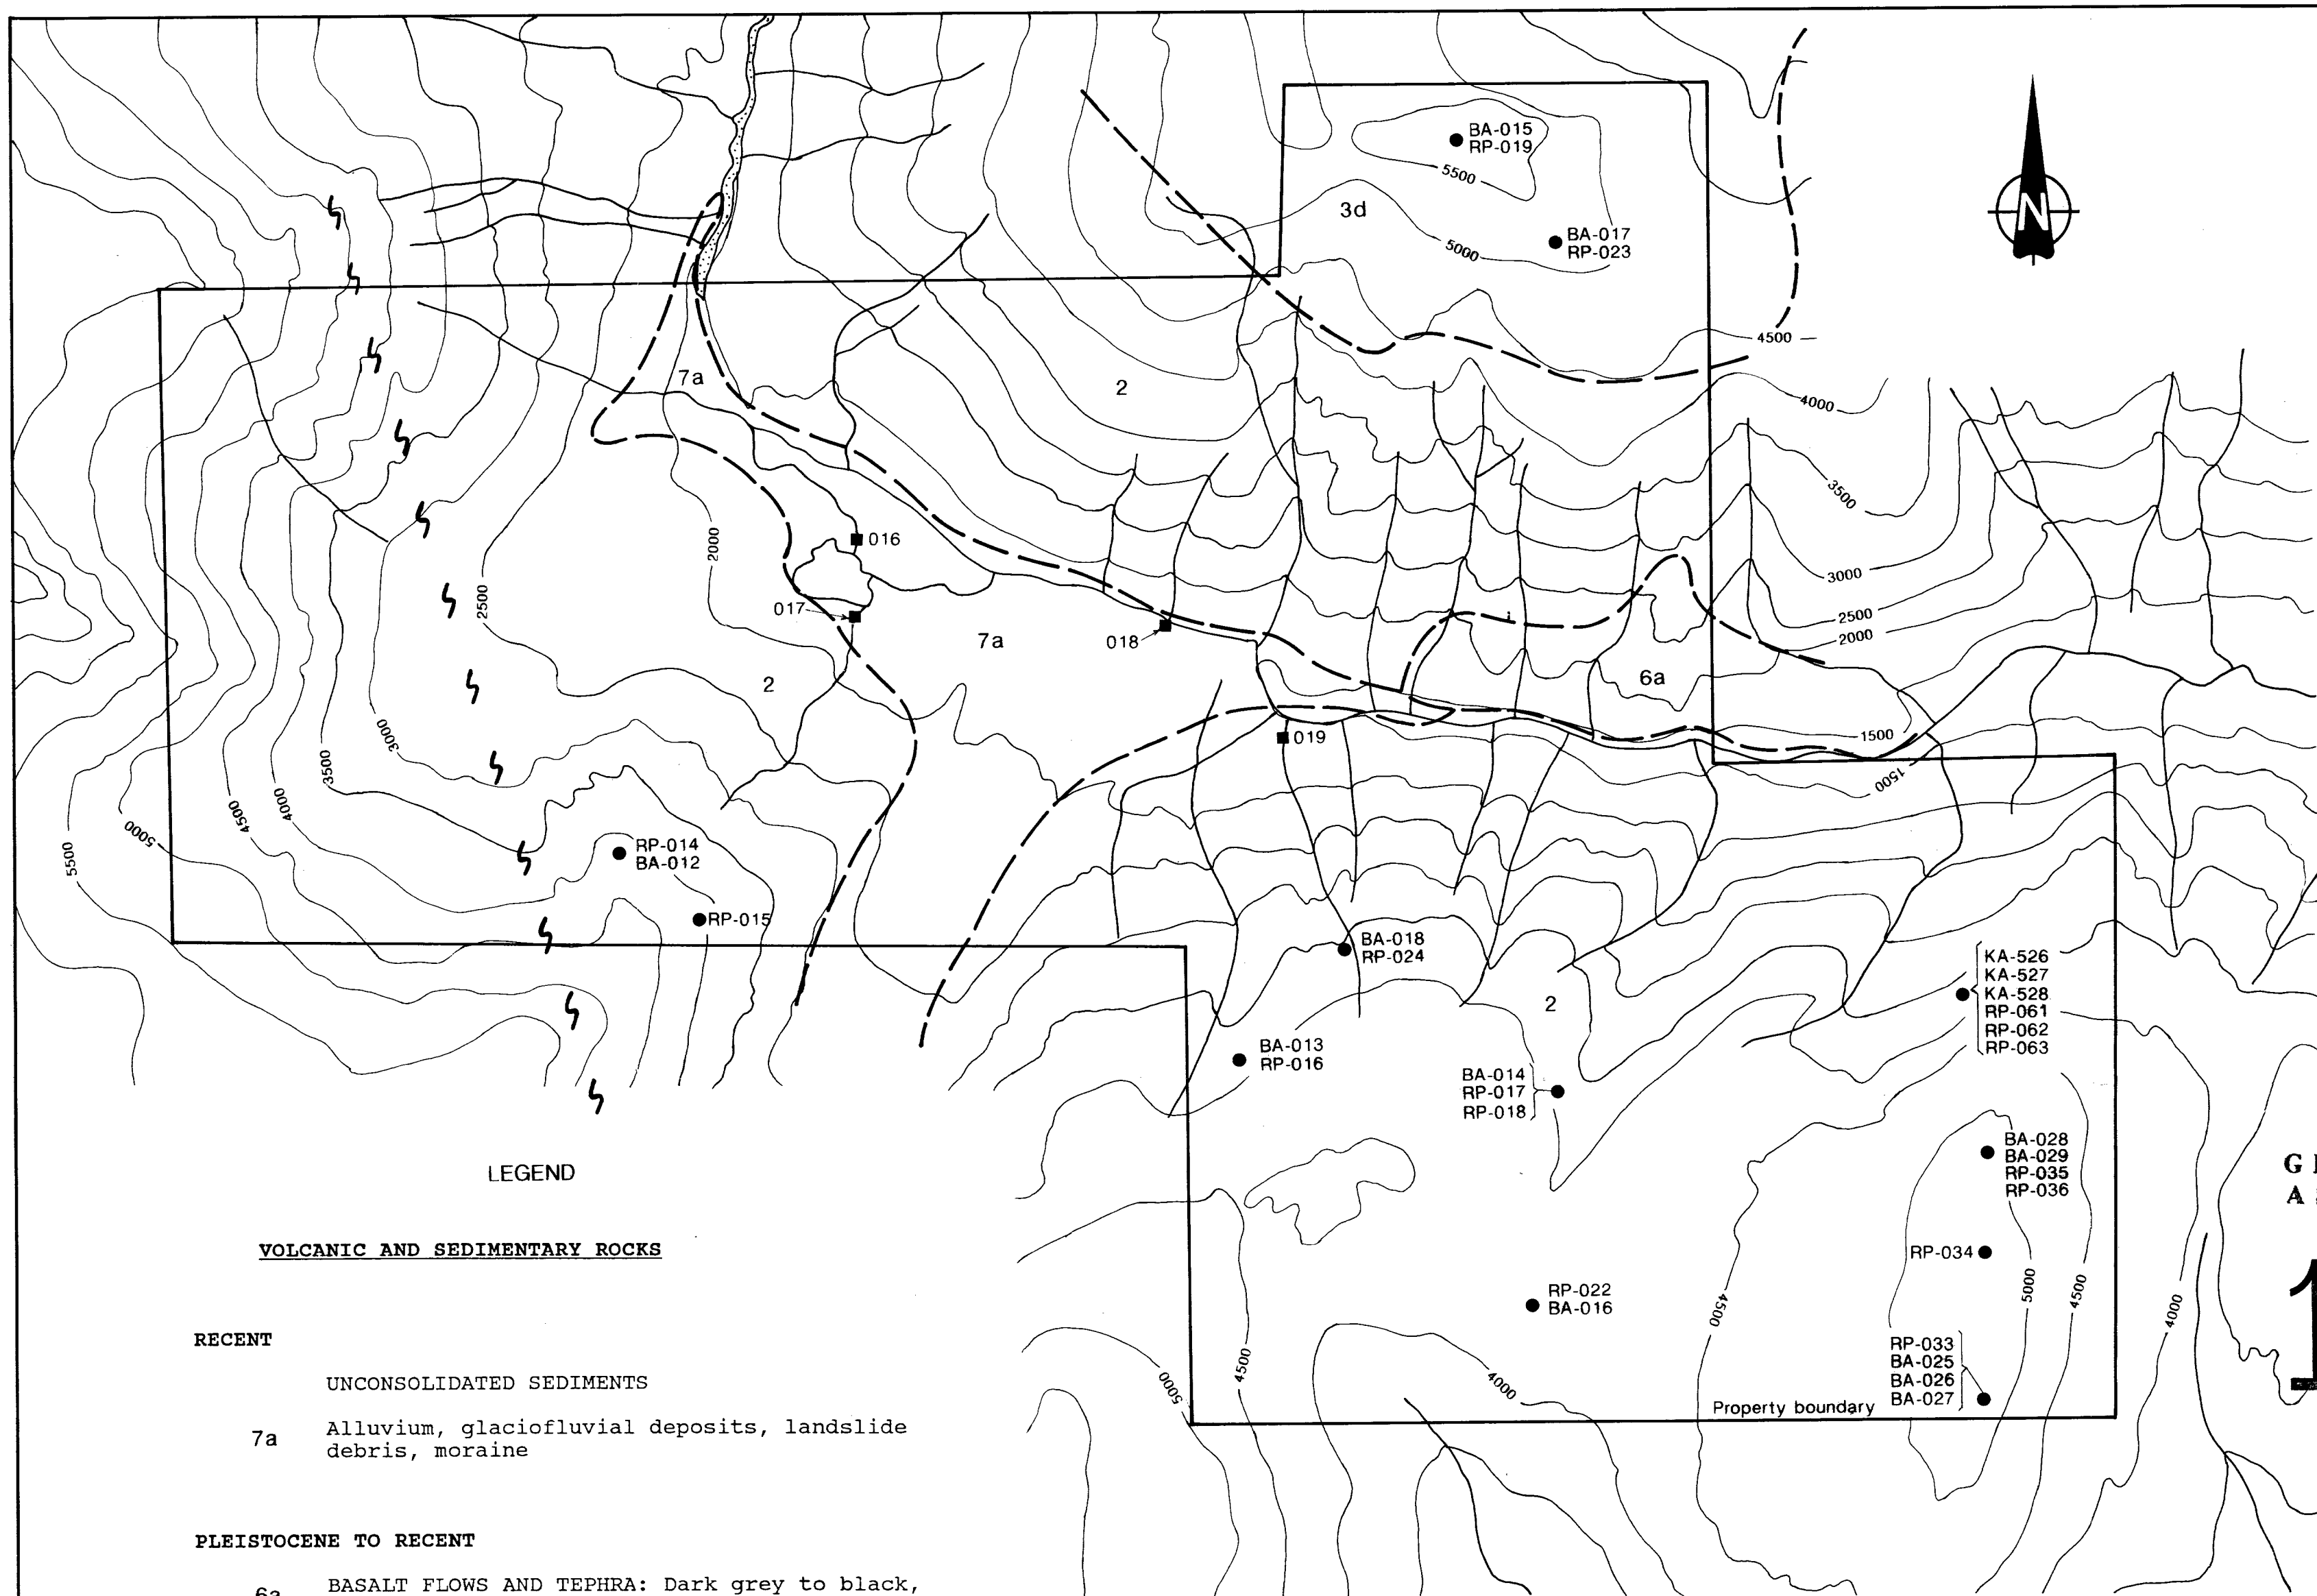 BA-015
RP-019
5500
3d
BA-017
RP-023
5000
N
4500
4000
7a
2
3500
016
2000
2500
3000
017
018
7a
2500
2000
2
6a
3000
3500
019
1500
1500
4000
4500
5000
5500
RP-014
BA-012
RP-015
BA-018
RP-024
2
KA-526
KA-527
KA-528
RP-061
RP-062
RP-063
BA-013
RP-016
BA-014
RP-017
RP-018
BA-028
BA-029
RP-035
RP-036
RP-034
RP-022
BA-016
4500
5000
4500
4000
RP-033
BA-025
BA-026
BA-027
5000
4500
4000
Property boundary
G
A
1
LEGEND
VOLCANIC AND SEDIMENTARY ROCKS
RECENT
UNCONSOLIDATED SEDIMENTS
7a Alluvium, glaciofluvial deposits, landslide
debris, moraine
PLEISTOCENE TO RECENT
6a BASALT FLOWS AND TEPHRA: Dark grey to black,